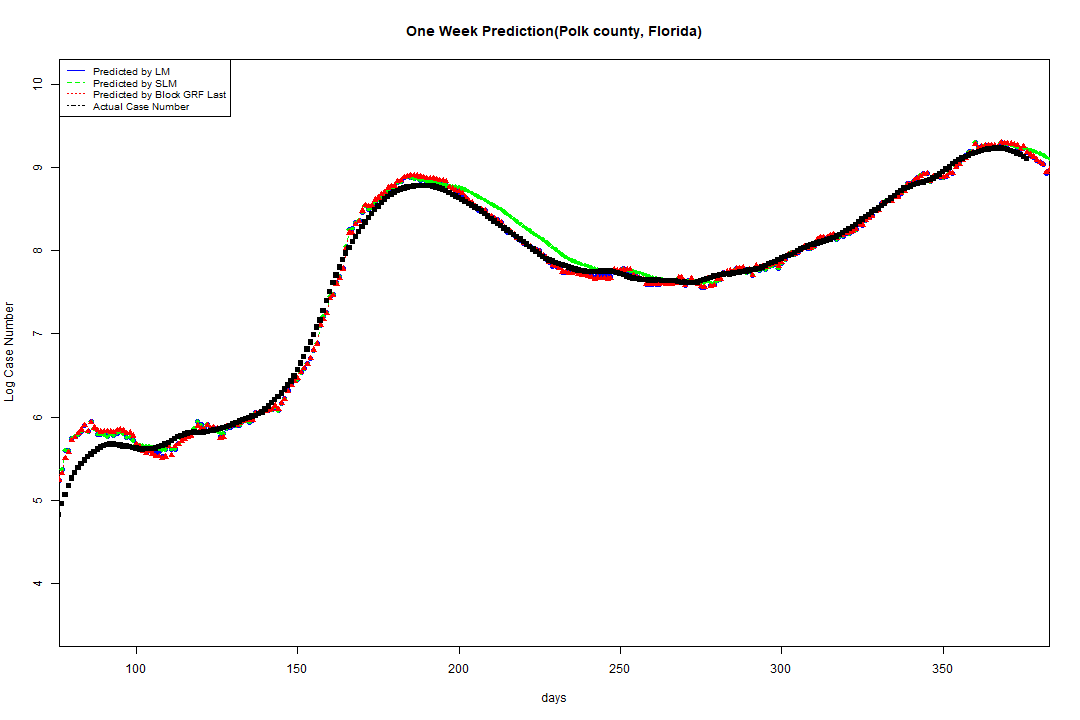 One Week Prediction(Polk county, Florida)
Predicted by LM
Predicted by SLM
Predicted by Block GRF Last
Actual Case Number
10
9
8
7
6
5
4
Log Case Number
100 150 200 250 300 350
days